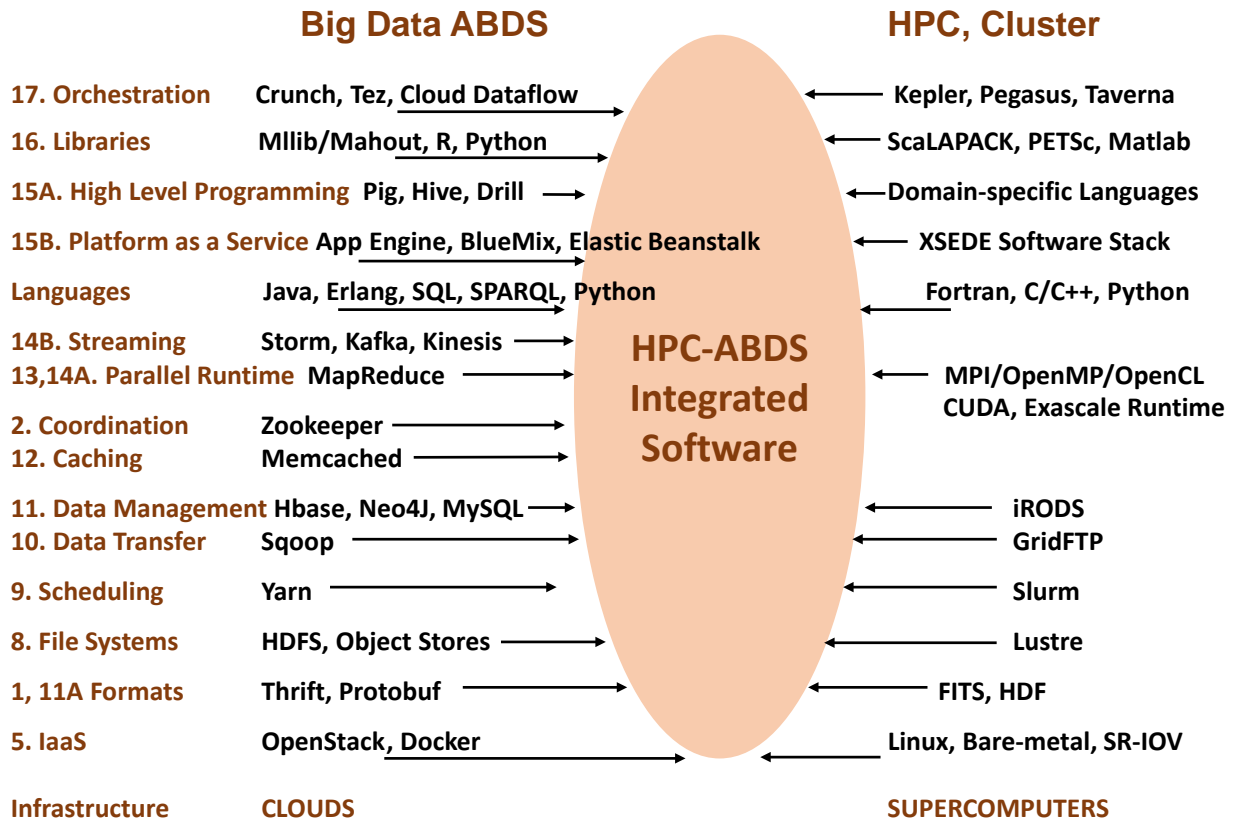 Big Data ABDS HPC, Cluster
17. Orchestration Crunch, Tez, Cloud Dataflow Kepler, Pegasus, Taverna
16. Libraries Mllib/Mahout, R, Python ScaLAPACK, PETSc, Matlab
15A. High Level Programming Pig, Hive, Drill Domain-specific Languages
15B. Platform as a Service App Engine, BlueMix, Elastic Beanstalk XSEDE Software Stack
Languages Java, Erlang, SQL, SPARQL, Python Fortran, C/C++, Python
14B. Streaming Storm, Kafka, Kinesis
13,14A. Parallel Runtime MapReduce MPI/OpenMP/OpenCL
CUDA, Exascale Runtime
HPC-ABDS
Integrated
Software
2. Coordination Zookeeper
12. Caching Memcached
11. Data Management Hbase, Neo4J, MySQL iRODS
10. Data Transfer Sqoop GridFTP
9. Scheduling Yarn Slurm
8. File Systems HDFS, Object Stores Lustre
1, 11A Formats Thrift, Protobuf FITS, HDF
5. IaaS OpenStack, Docker Linux, Bare-metal, SR-IOV
Infrastructure CLOUDS SUPERCOMPUTERS